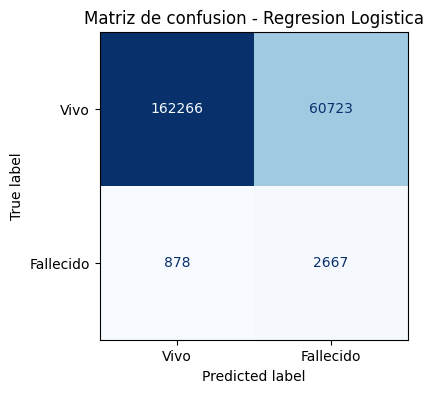 Matriz de confusion - Regresion Logistica
True label
Vivo
162266 60723
Fallecido
878 2667
Vivo Fallecido
Predicted label